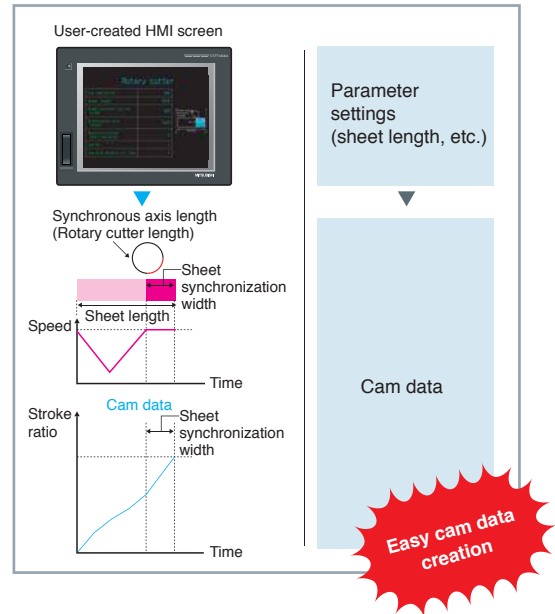 User-created HMI screen
Rotary cutter
MITSUBISHI
Synchronous axis length
(Rotary cutter length)
Sheet
synchronization
width
Sheet length
Speed
Time
Cam data
Stroke
ratio
Sheet
synchronization
width
Time
Parameter
settings
(sheet length, etc.)
Cam data
Easy cam data
creation